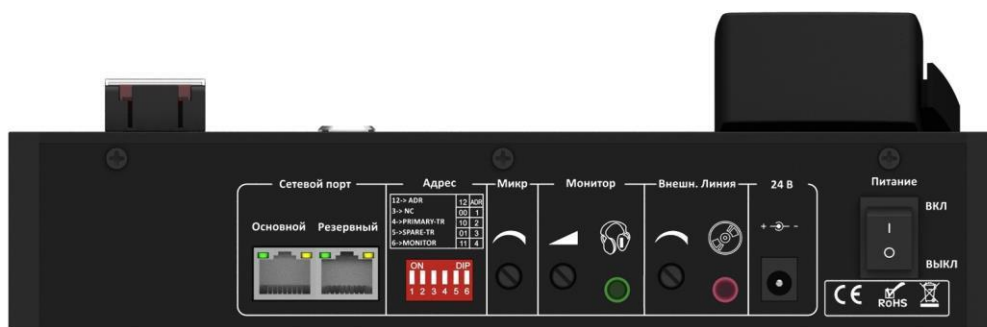 Сетевой порт
Основной
Резервный
Адрес
12-> ADR 12 ADR
3-> NC 00 1
4->PRIMARY-TR 10 2
5->SPARE-TR 01 3
6->MONITOR 11 4
ON DIP
1 2 3 4 5 6
Микр
Монитор
Внешн. Линия
24 В
+ -
Питание
ВКЛ
I
O
ВЫКЛ
CE
RoHS